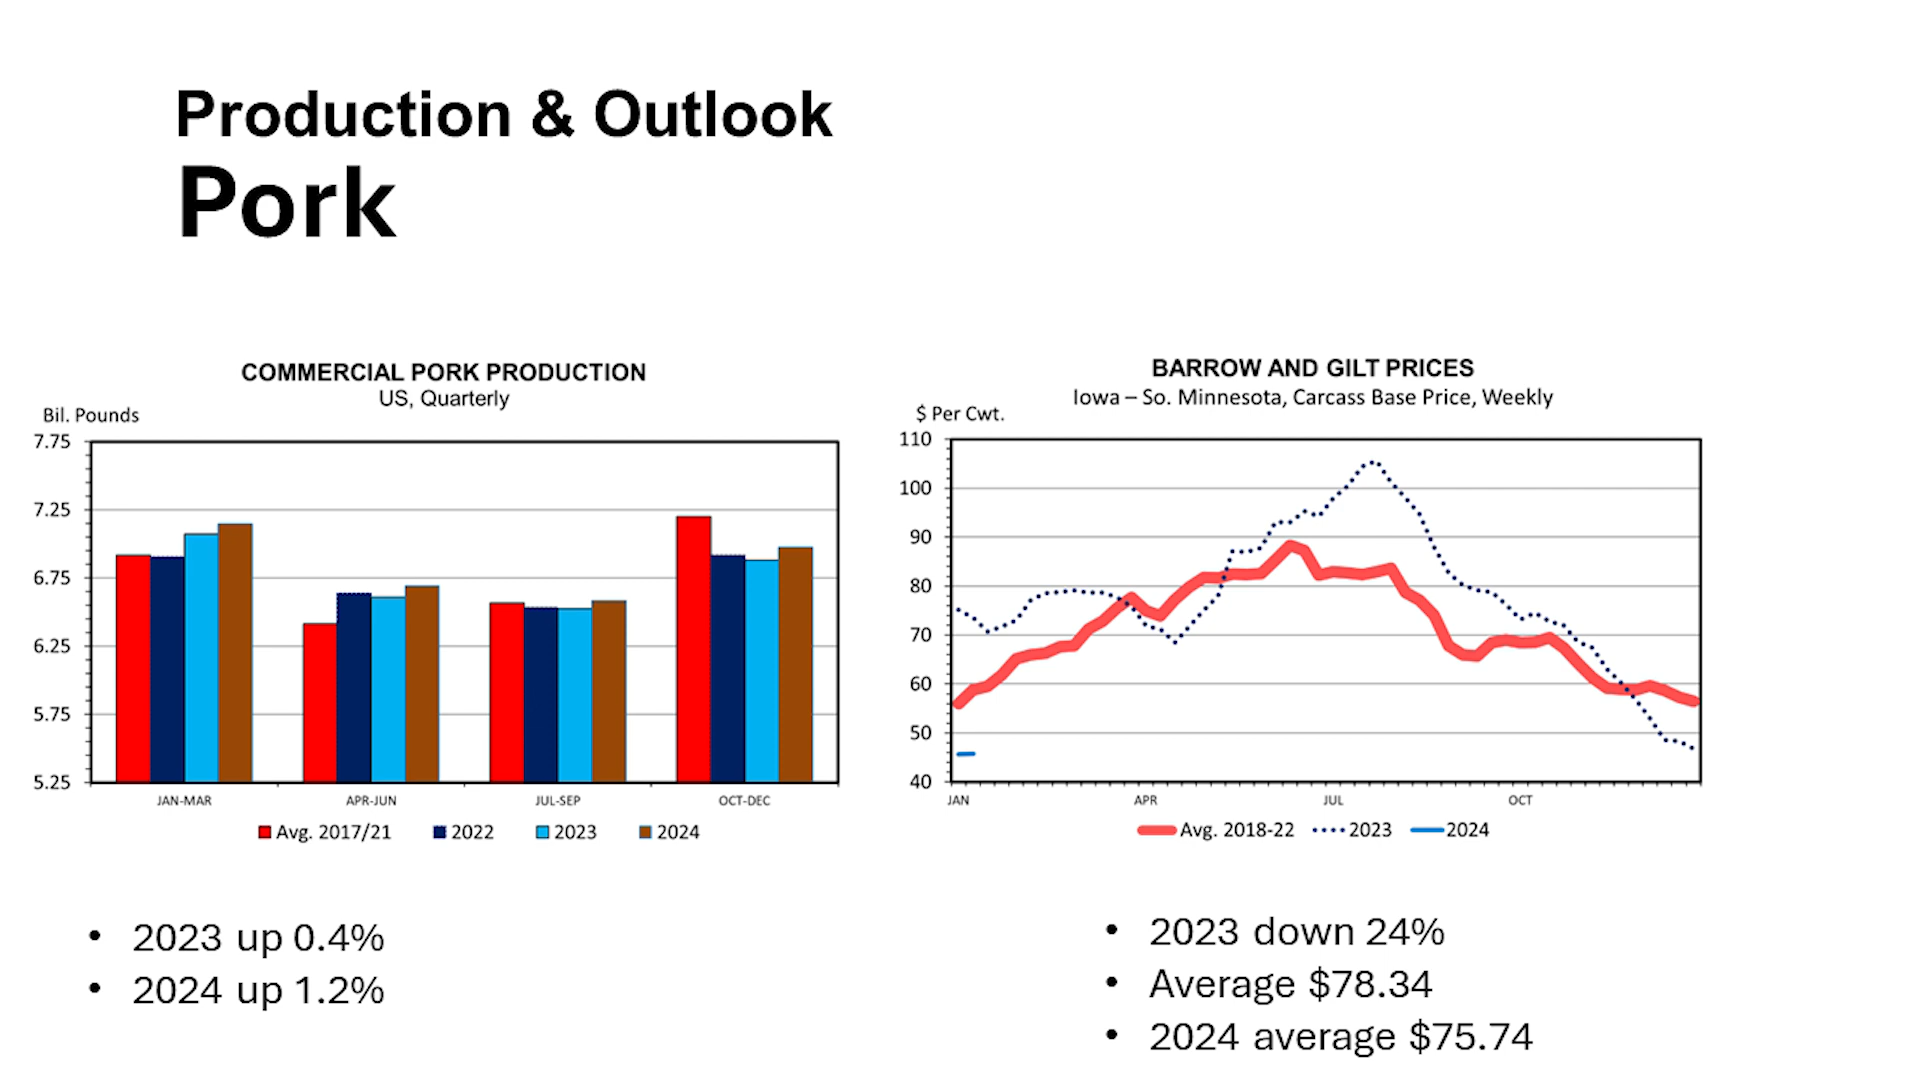 Production & Outlook
Pork
COMMERCIAL PORK PRODUCTION
US, Quarterly
Bil. Pounds
7.75
7.25
6.75
6.25
5.75
5.25
JAN-MAR APR-JUN JUL-SEP OCT-DEC
Avg. 2017/21 2022 2023 2024
• 2023 up 0.4%
• 2024 up 1.2%
BARROW AND GILT PRICES
Iowa – So. Minnesota, Carcass Base Price, Weekly
$ Per Cwt.
110
100
90
80
70
60
50
40
JAN APR JUL OCT
Avg. 2018-22 2023 2024
• 2023 down 24%
• Average $78.34
• 2024 average $75.74